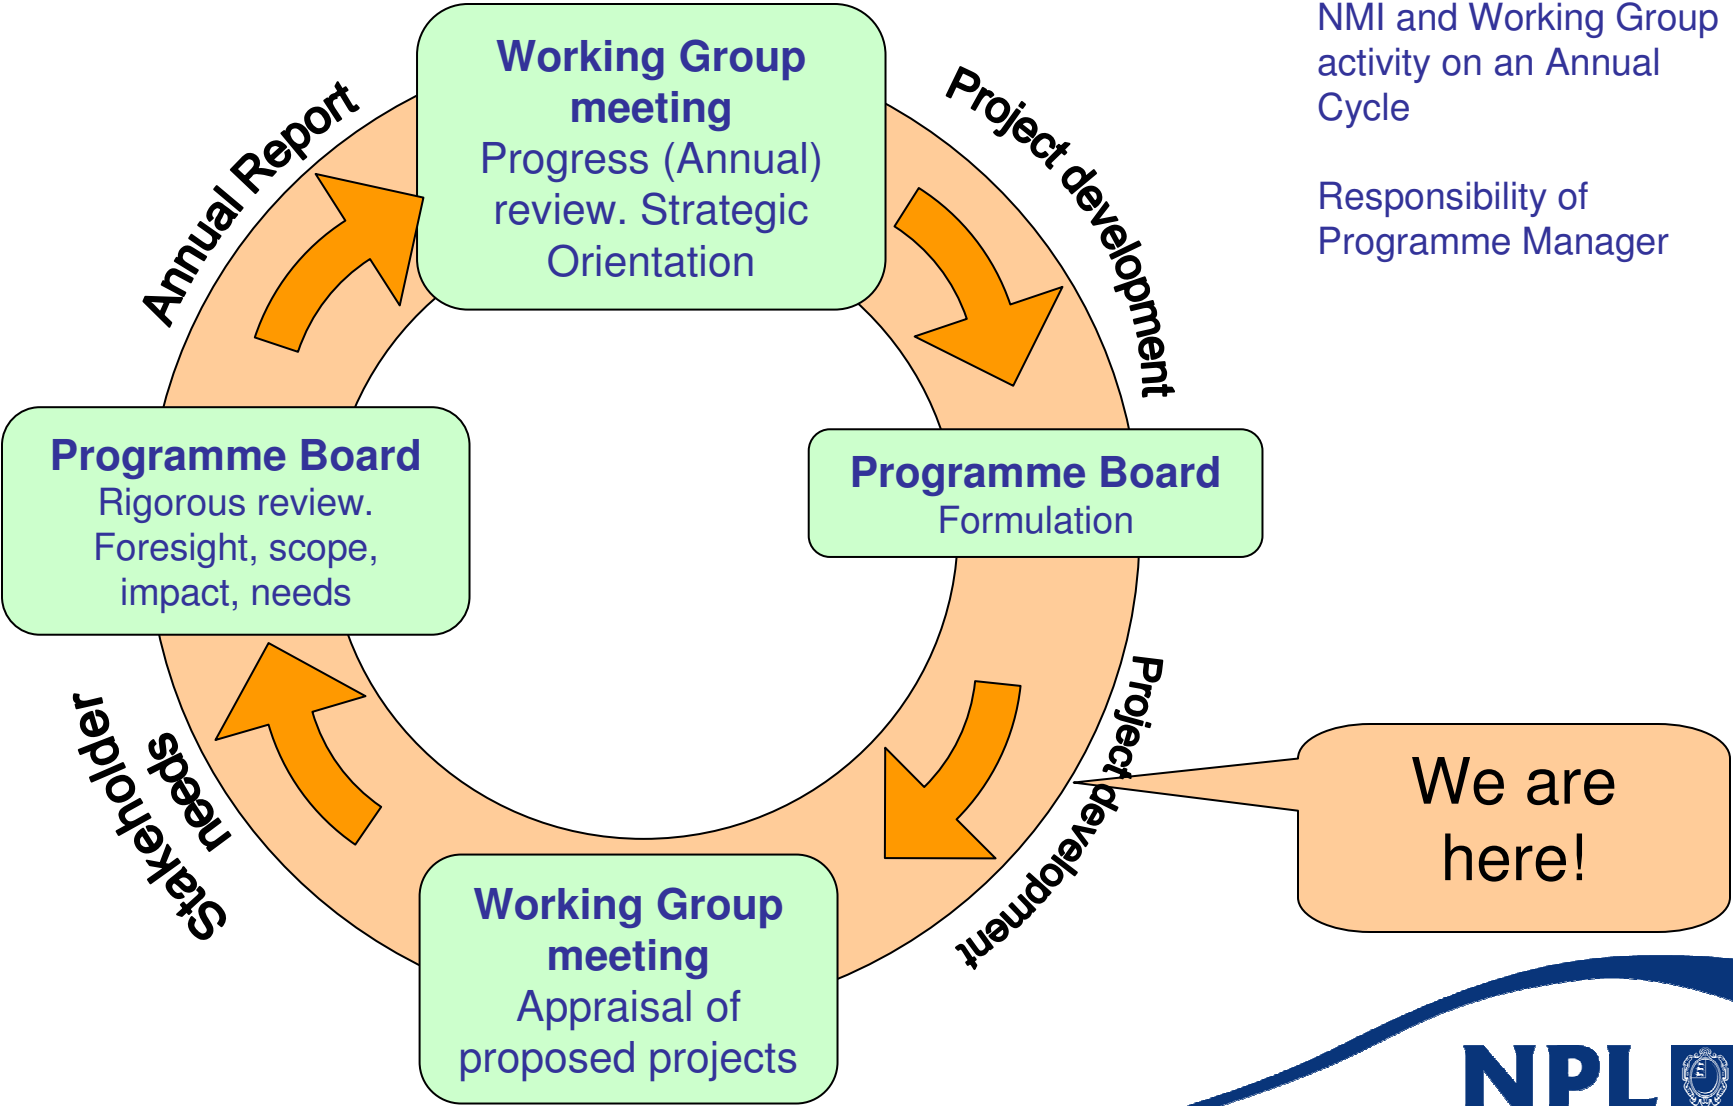 Working Group
meeting
Progress (Annual)
review. Strategic
Orientation
NMI and Working Group
activity on an Annual
Cycle
Responsibility of
Programme Manager
Annual Report
Project development
Programme Board
Rigorous review.
Foresight, scope,
impact, needs
Programme Board
Formulation
Stakeholder
needs
Project development
We are
here!
Working Group
meeting
Appraisal of
proposed projects
NPL